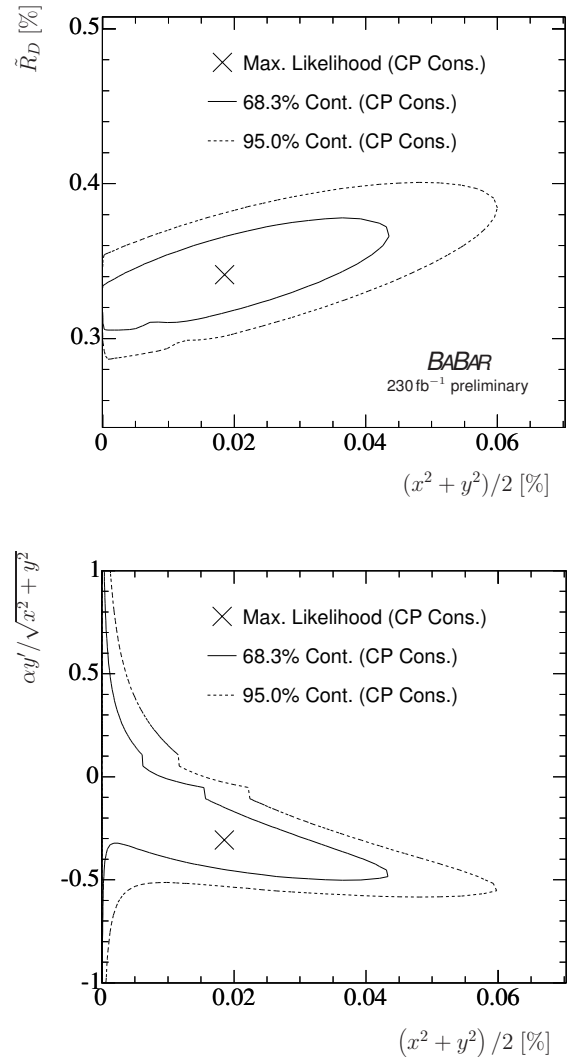 R̃_D [%]
0.5
Max. Likelihood (CP Cons.)
68.3% Cont. (CP Cons.)
95.0% Cont. (CP Cons.)
0.4
0.3
BABAR
230 fb⁻¹ preliminary
0 0.02 0.04 0.06
(x² + y²)/2 [%]
αy′/√x² + y²
1
Max. Likelihood (CP Cons.)
68.3% Cont. (CP Cons.)
0.5
95.0% Cont. (CP Cons.)
0
-0.5
-1
0 0.02 0.04 0.06
(x² + y²) /2 [%]